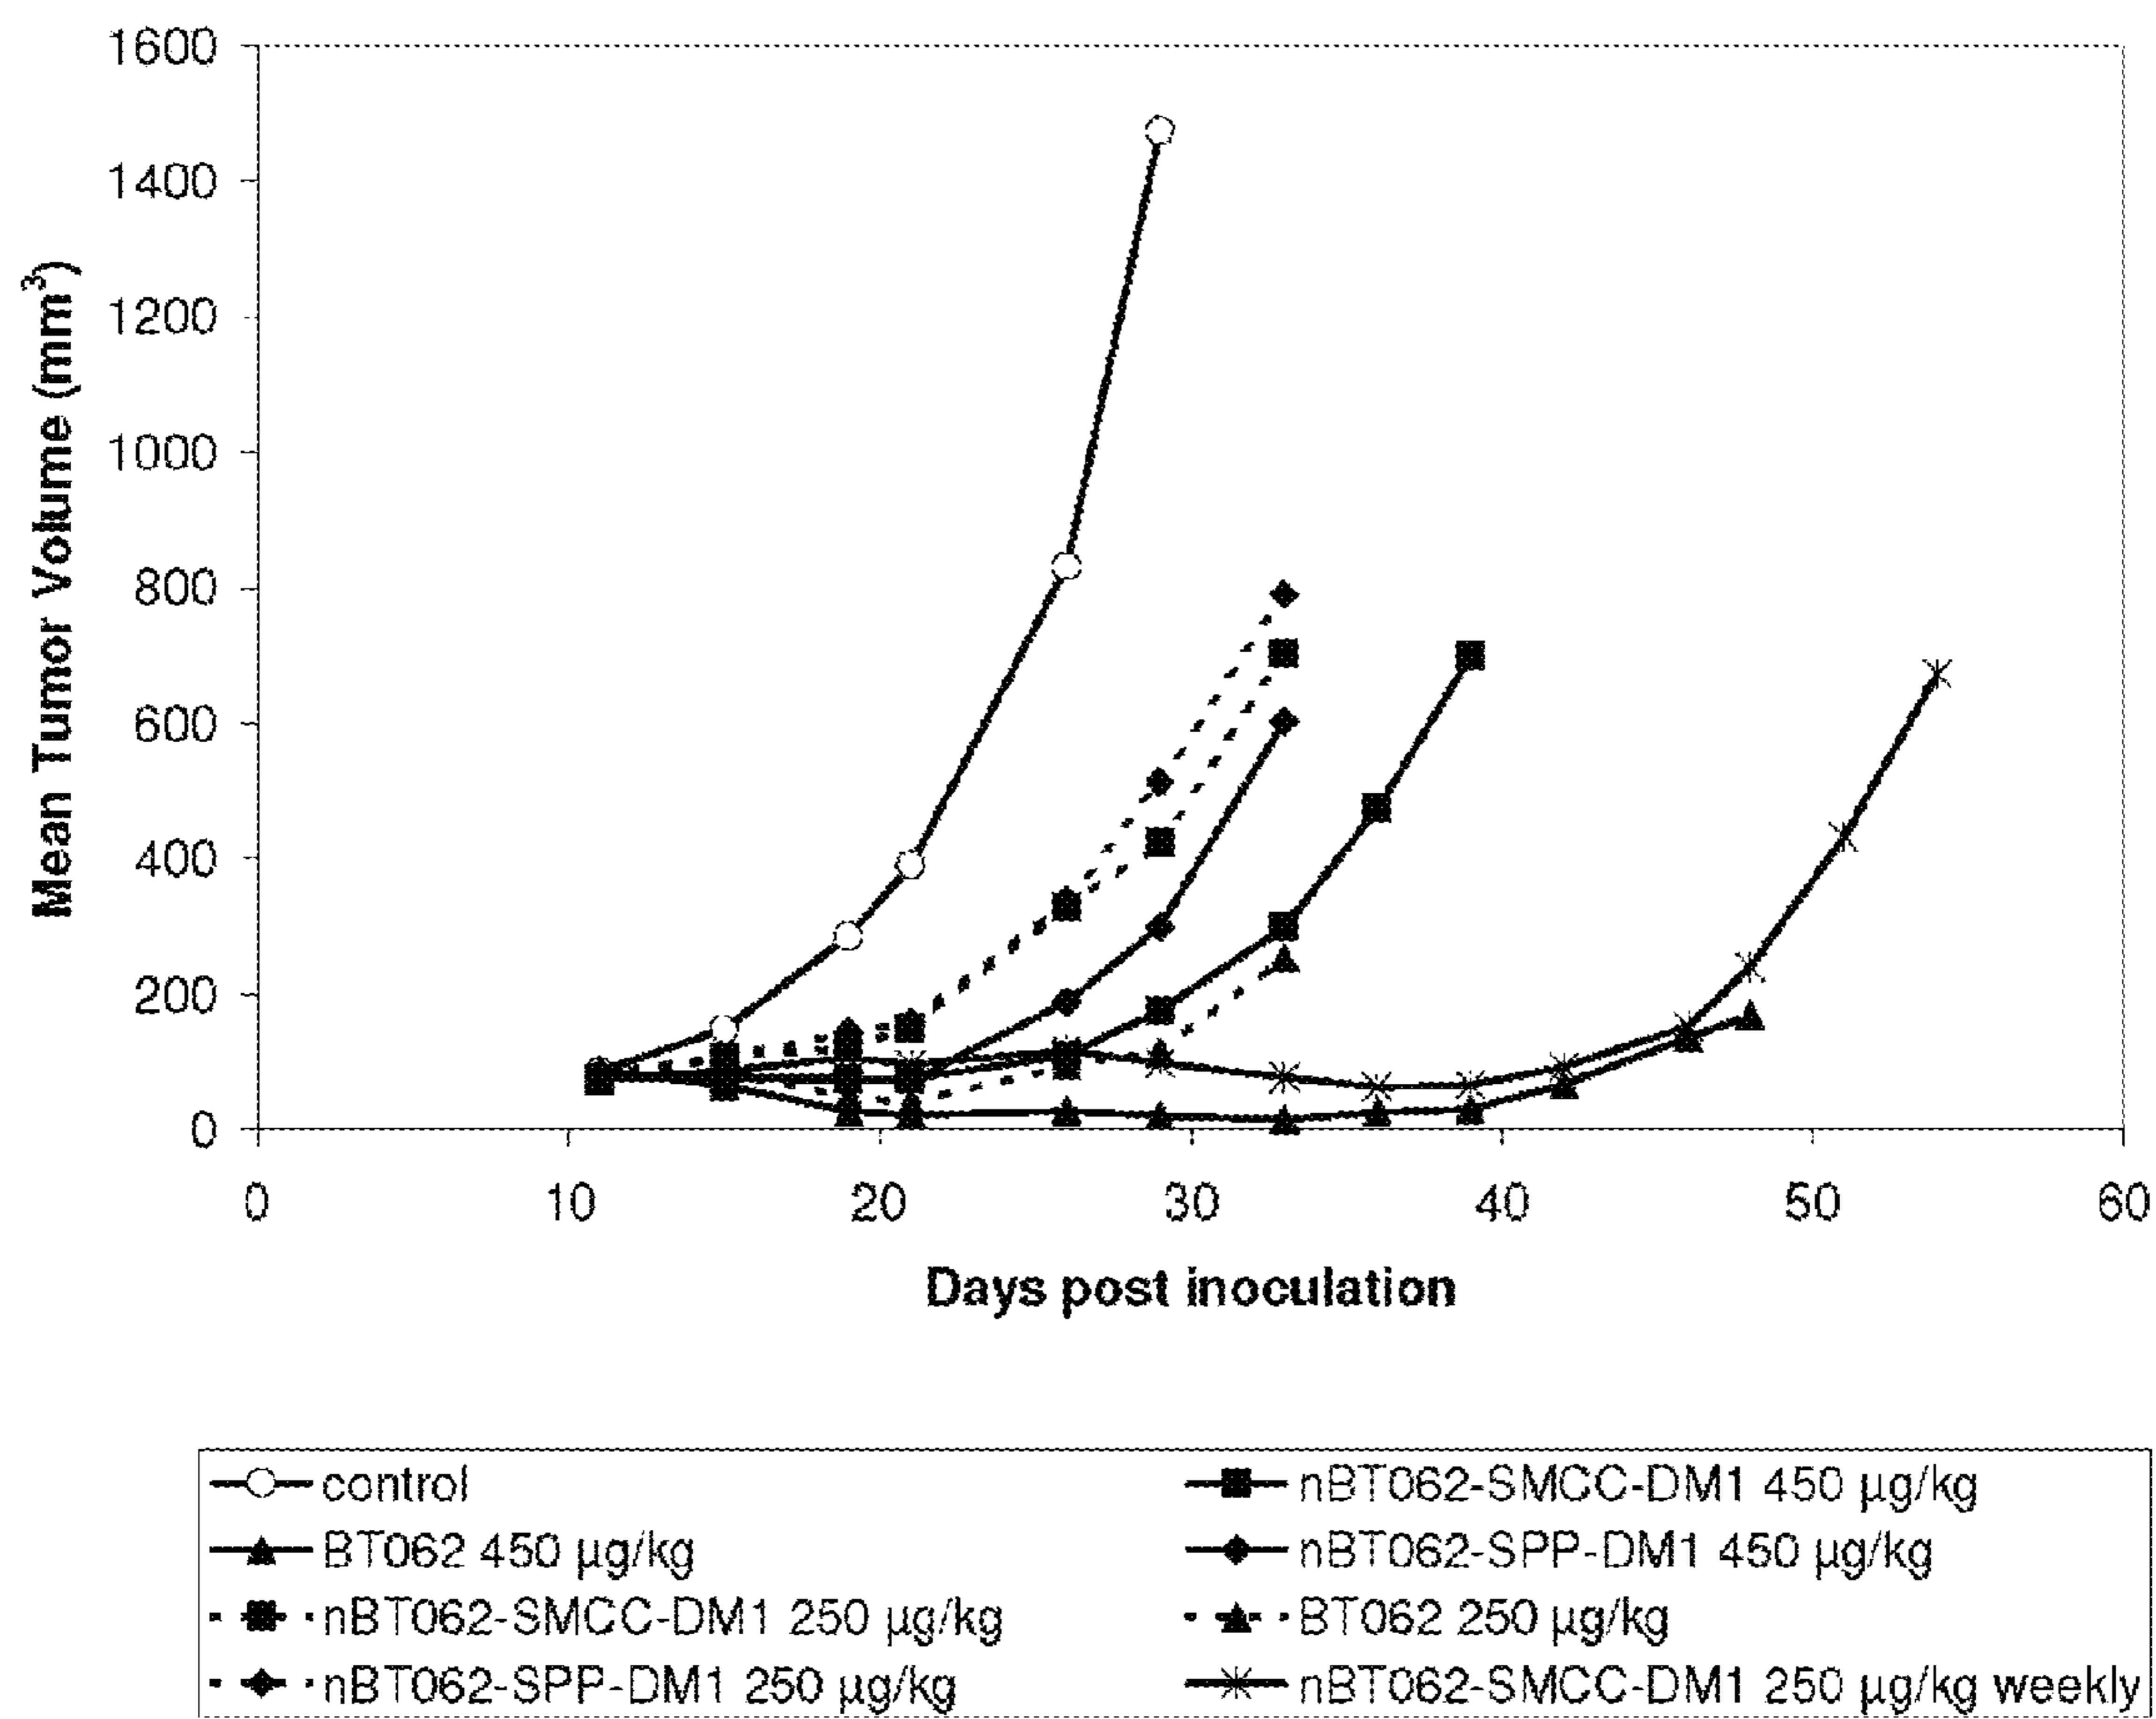 1600
1400
1200
1000
800
600
400
200
0
Mean Tumor Volume (mm³)
0 10 20 30 40 50 60
Days post inoculation
control
nBT062-SMCC-DM1 450 µg/kg
BT062 450 µg/kg
nBT062-SPP-DM1 450 µg/kg
nBT062-SMCC-DM1 250 µg/kg
BT062 250 µg/kg
nBT062-SPP-DM1 250 µg/kg
nBT062-SMCC-DM1 250 µg/kg weekly